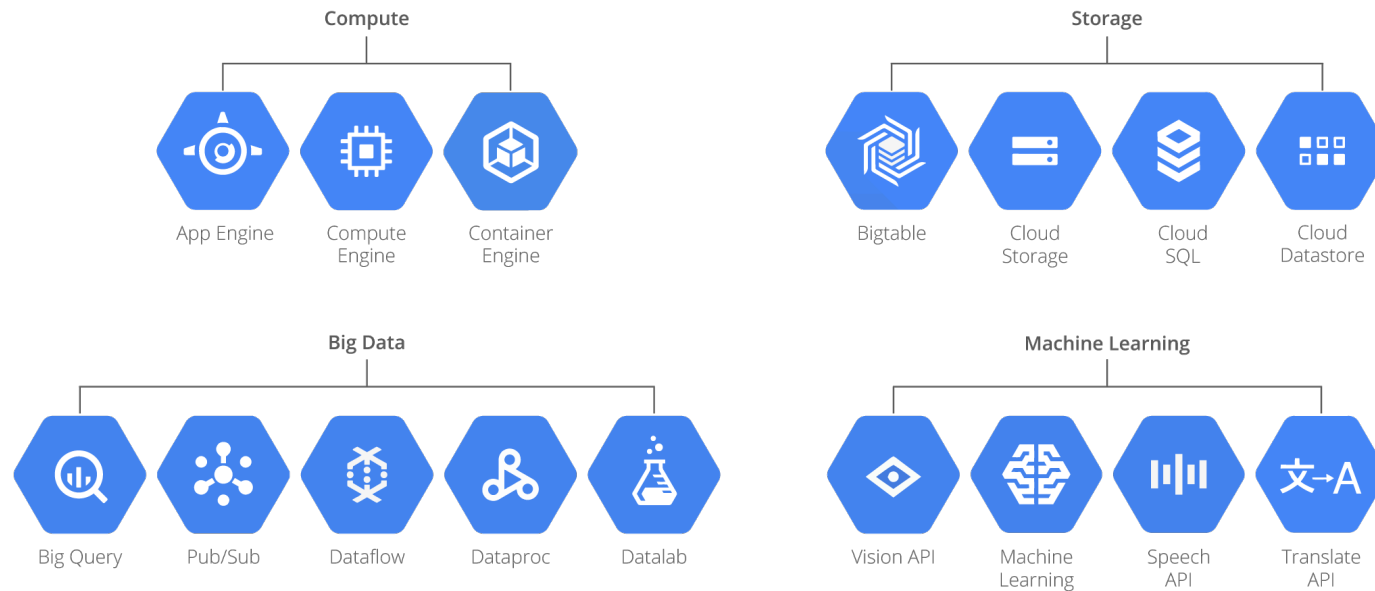 Compute
App Engine
Compute
Engine
Container
Engine
Storage
Bigtable
Cloud
Storage
Cloud
SQL
Cloud
Datastore
Big Data
Big Query
Pub/Sub
Dataflow
Dataproc
Datalab
Machine Learning
Vision API
Machine
Learning
Speech
API
文→A
Translate
API